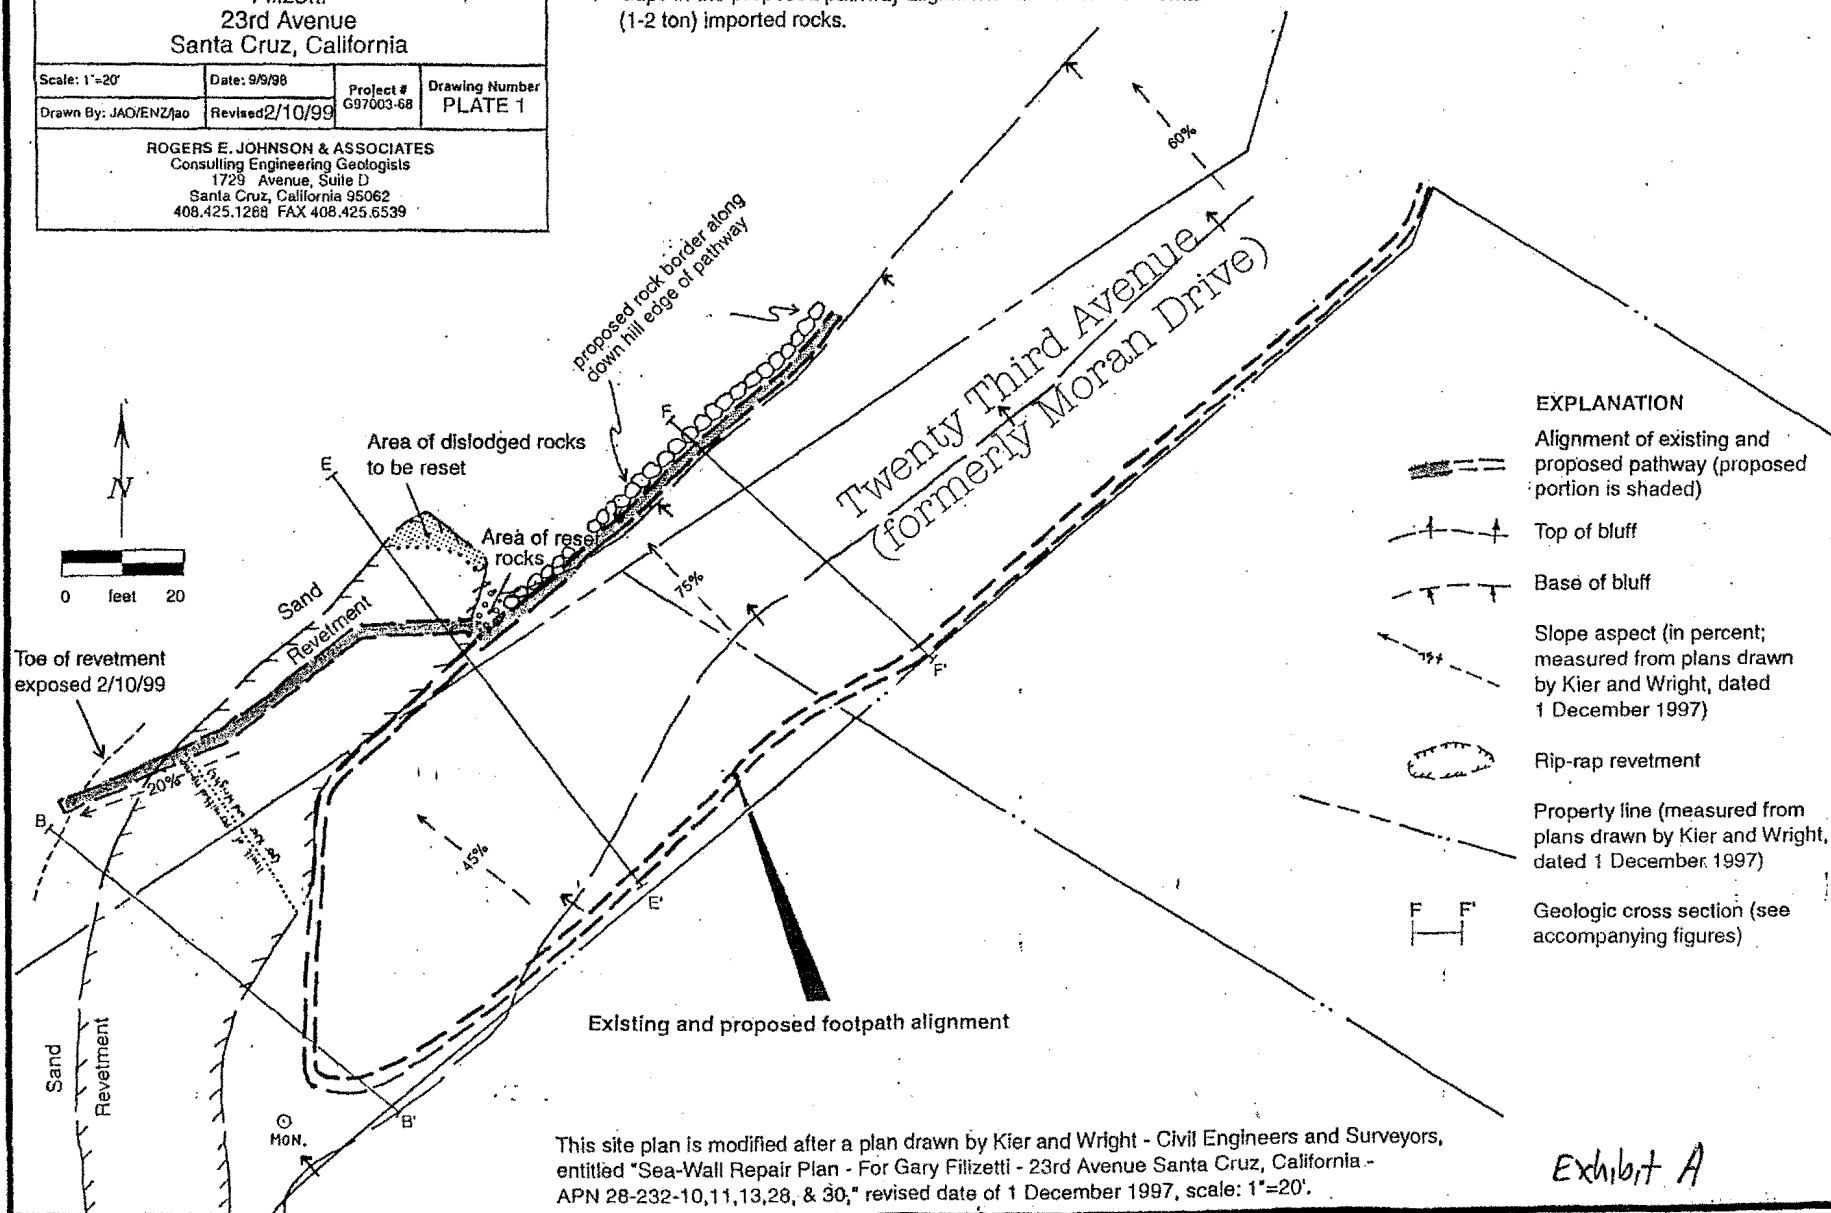 23rd Avenue
Santa Cruz, California
Scale: 1"=20'
Date: 9/9/98
Project #
G97003-68
Drawing Number
PLATE 1
Drawn By: JAO/ENZ/jao
Revised 2/10/99
ROGERS E. JOHNSON & ASSOCIATES
Consulting Engineering Geologists
1729 Avenue, Suite D
Santa Cruz, California 95062
408.425.1288 FAX 408.425.6539
(1-2 ton) imported rocks.
60%
proposed rock border along
down hill edge of pathway
Twenty Third Avenue
(formerly Moran Drive)
F
E
Area of dislodged rocks
to be reset
Area of reset
rocks
N
0 feet 20
Sand
Revetment
75%
Toe of revetment
exposed 2/10/99
20%
B
45%
F'
E'
B'
Sand
Revetment
MON.
Existing and proposed footpath alignment
EXPLANATION
Alignment of existing and
proposed pathway (proposed
portion is shaded)
Top of bluff
Base of bluff
Slope aspect (in percent;
measured from plans drawn
by Kier and Wright, dated
1 December 1997)
Rip-rap revetment
Property line (measured from
plans drawn by Kier and Wright,
dated 1 December 1997)
F F'
Geologic cross section (see
accompanying figures)
This site plan is modified after a plan drawn by Kier and Wright - Civil Engineers and Surveyors,
entitled "Sea-Wall Repair Plan - For Gary Filizetti - 23rd Avenue Santa Cruz, California -
APN 28-232-10,11,13,28, & 30," revised date of 1 December 1997, scale: 1"=20'.
Exhibit A